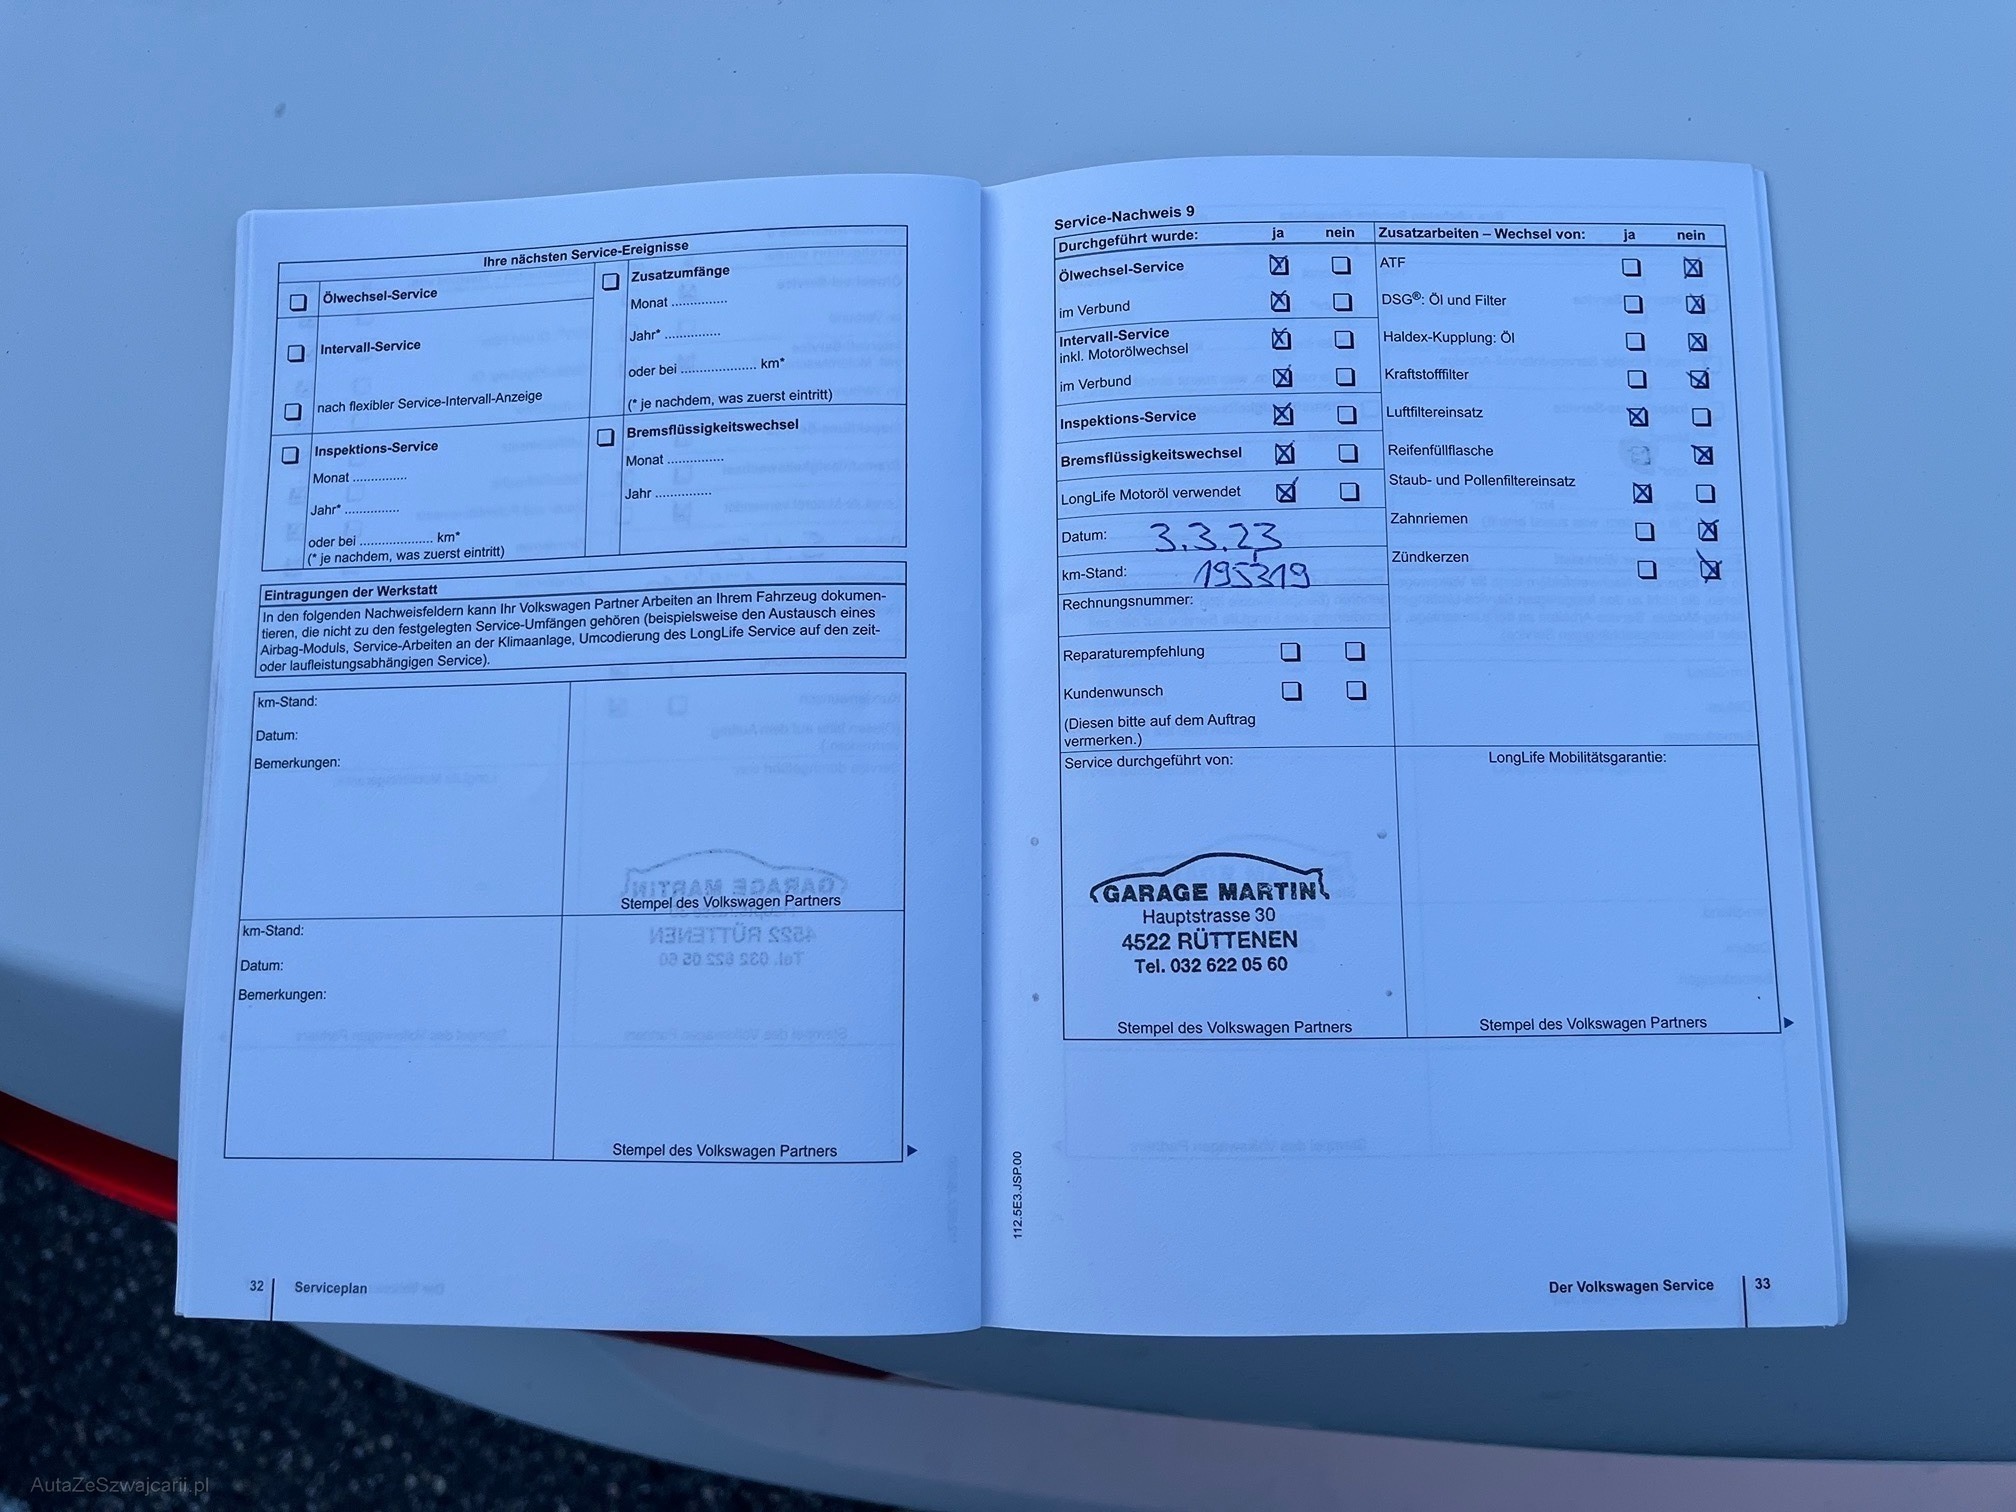 Ihre nächsten Service-Ereignisse
Ölwechsel-Service
Intervall-Service
nach flexibler Service-Intervall-Anzeige
Inspektions-Service
Monat ...............
Jahr* ...............
oder bei .................... km*
(* je nachdem, was zuerst eintritt)
Zusatzumfänge
Monat ...............
Jahr* ...............
oder bei .................... km*
(* je nachdem, was zuerst eintritt)
Bremsflüssigkeitswechsel
Monat ...............
Jahr ...............
Eintragungen der Werkstatt
In den folgenden Nachweisfeldern kann Ihr Volkswagen Partner Arbeiten an Ihrem Fahrzeug dokumen-
tieren, die nicht zu den festgelegten Service-Umfängen gehören (beispielsweise den Austausch eines
Airbag-Moduls, Service-Arbeiten an der Klimaanlage, Umcodierung des LongLife Service auf den zeit-
oder laufleistungsabhängigen Service).
km-Stand:
Datum:
Bemerkungen:
Stempel des Volkswagen Partners
km-Stand:
Datum:
Bemerkungen:
Stempel des Volkswagen Partners
32 Serviceplan
Service-Nachweis 9
Durchgeführt wurde: ja nein
Ölwechsel-Service
im Verbund
Intervall-Service
inkl. Motorölwechsel
im Verbund
Inspektions-Service
Bremsflüssigkeitswechsel
LongLife Motoröl verwendet
Datum: 3.3.23
km-Stand: 195319
Rechnungsnummer:
Reparaturempfehlung
Kundenwunsch
(Diesen bitte auf dem Auftrag
vermerken.)
Zusatzarbeiten – Wechsel von: ja nein
ATF
DSG®: Öl und Filter
Haldex-Kupplung: Öl
Kraftstofffilter
Luftfiltereinsatz
Reifenfüllflasche
Staub- und Pollenfiltereinsatz
Zahnriemen
Zündkerzen
Service durchgeführt von:
GARAGE MARTIN
Hauptstrasse 30
4522 RÜTTENEN
Tel. 032 622 05 60
Stempel des Volkswagen Partners
LongLife Mobilitätsgarantie:
Stempel des Volkswagen Partners
112.5E3.JSP.00
Der Volkswagen Service 33
AutaZeSzwajcarii.pl